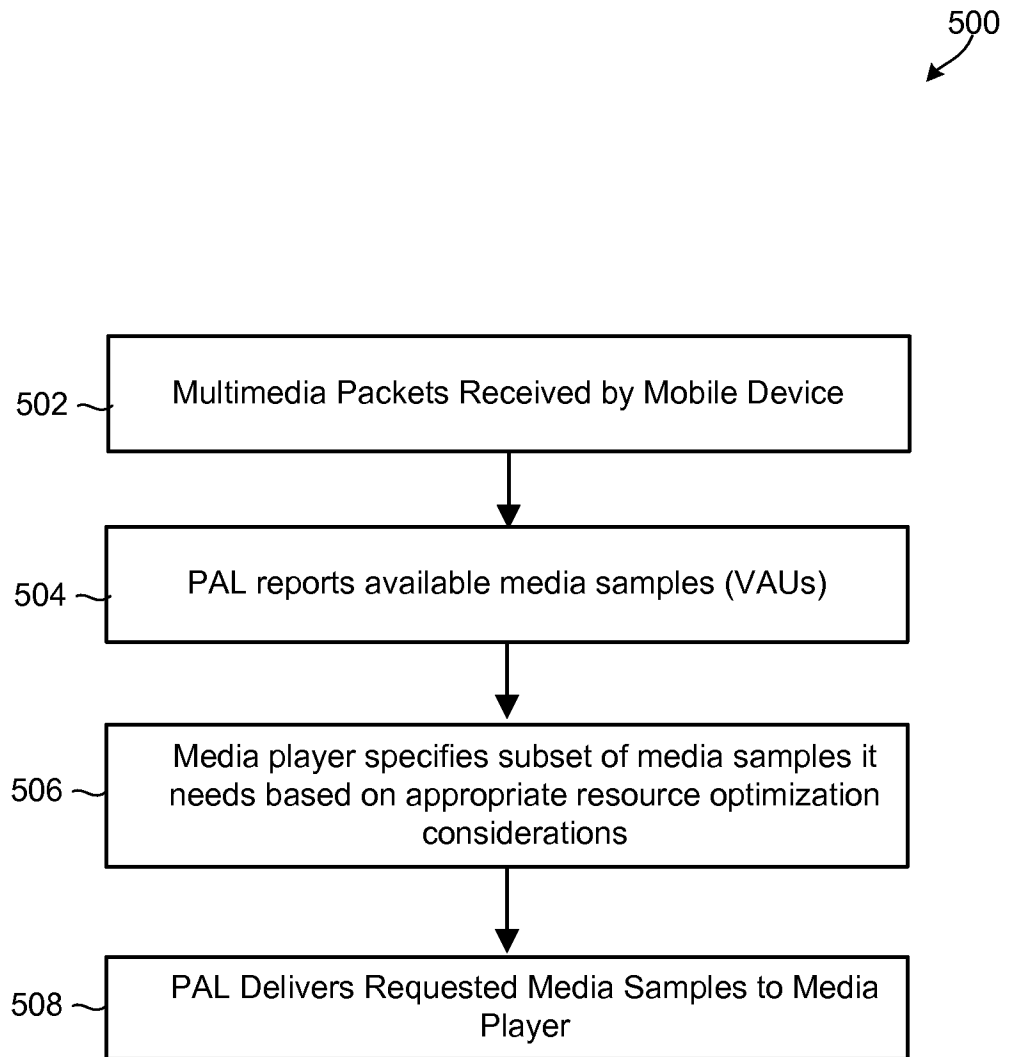 500
502
Multimedia Packets Received by Mobile Device
504
PAL reports available media samples (VAUs)
506
Media player specifies subset of media samples it
needs based on appropriate resource optimization
considerations
508
PAL Delivers Requested Media Samples to Media
Player